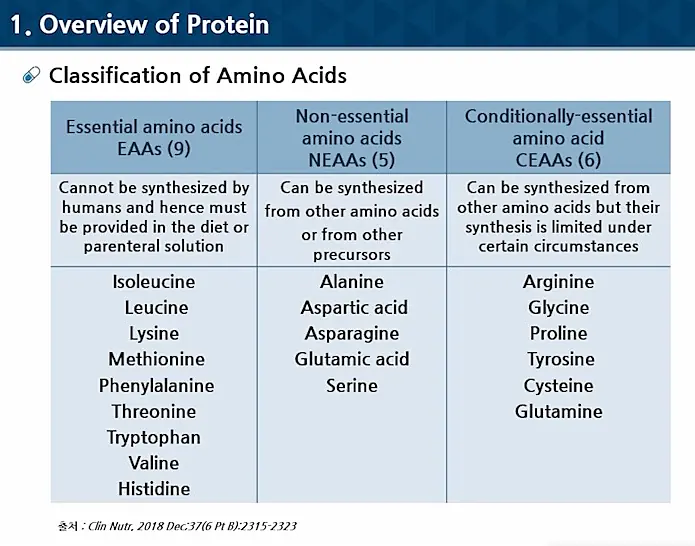 1. Overview of Protein
Classification of Amino Acids
Essential amino acids
EAAs (9)
Non-essential
amino acids
NEAAs (5)
Conditionally-essential
amino acid
CEAAs (6)
Cannot be synthesized by
humans and hence must
be provided in the diet or
parenteral solution
Can be synthesized
from other amino acids
or from other
precursors
Can be synthesized from
other amino acids but their
synthesis is limited under
certain circumstances
Isoleucine
Leucine
Lysine
Methionine
Phenylalanine
Threonine
Tryptophan
Valine
Histidine
Alanine
Aspartic acid
Asparagine
Glutamic acid
Serine
Arginine
Glycine
Proline
Tyrosine
Cysteine
Glutamine
출처 : Clin Nutr. 2018 Dec;37(6 Pt B):2315-2323